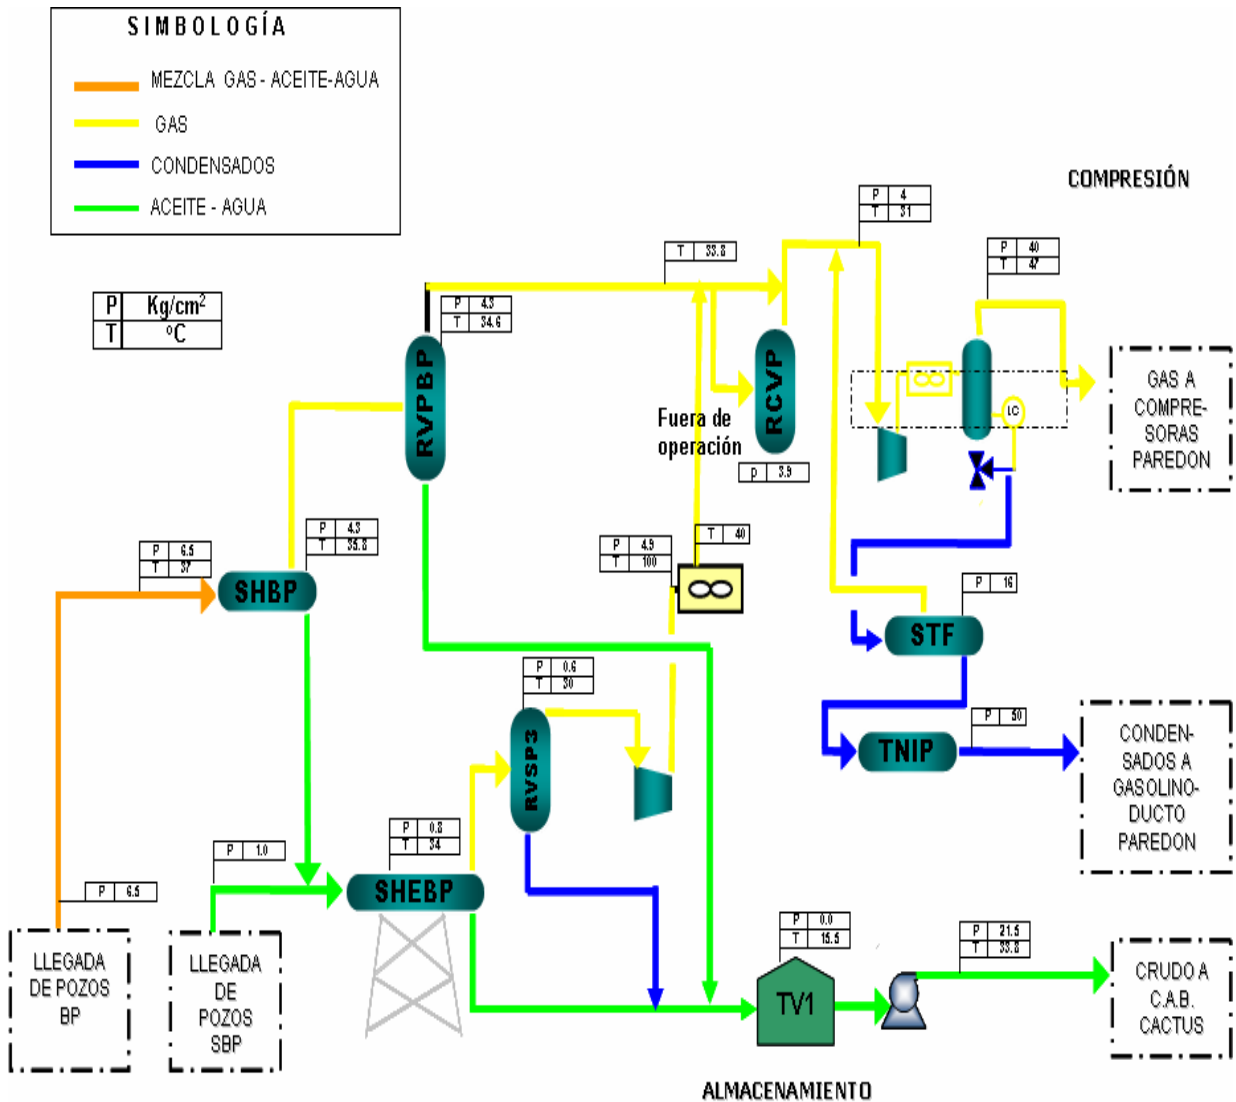 SIMBOLOGÍA
MEZCLA GAS - ACEITE-AGUA
GAS
CONDENSADOS
ACEITE - AGUA
P Kg/cm²
T ºC
COMPRESIÓN
P 4
T 31
P 40
T 47
T 33.8
P 4.3
T 34.6
RVPBP
RCVP
Fuera de
operación
p 3.9
LC
GAS A
COMPRE-
SORAS
PAREDON
P 4.3
T 35.8
P 6.5
T 37
SHBP
P 4.9
T 100
T 40
P 16
STF
P 0.6
T 30
RVSP3
P 50
TNIP
CONDEN-
SADOS A
GASOLINO-
DUCTO
PAREDON
P 0.8
T 34
P 1.0
SHEBP
P 6.5
LLEGADA
DE POZOS
BP
LLEGADA
DE
POZOS
SBP
P 0.0
T 15.5
TV1
P 21.5
T 33.8
CRUDO A
C.A.B.
CACTUS
ALMACENAMIENTO